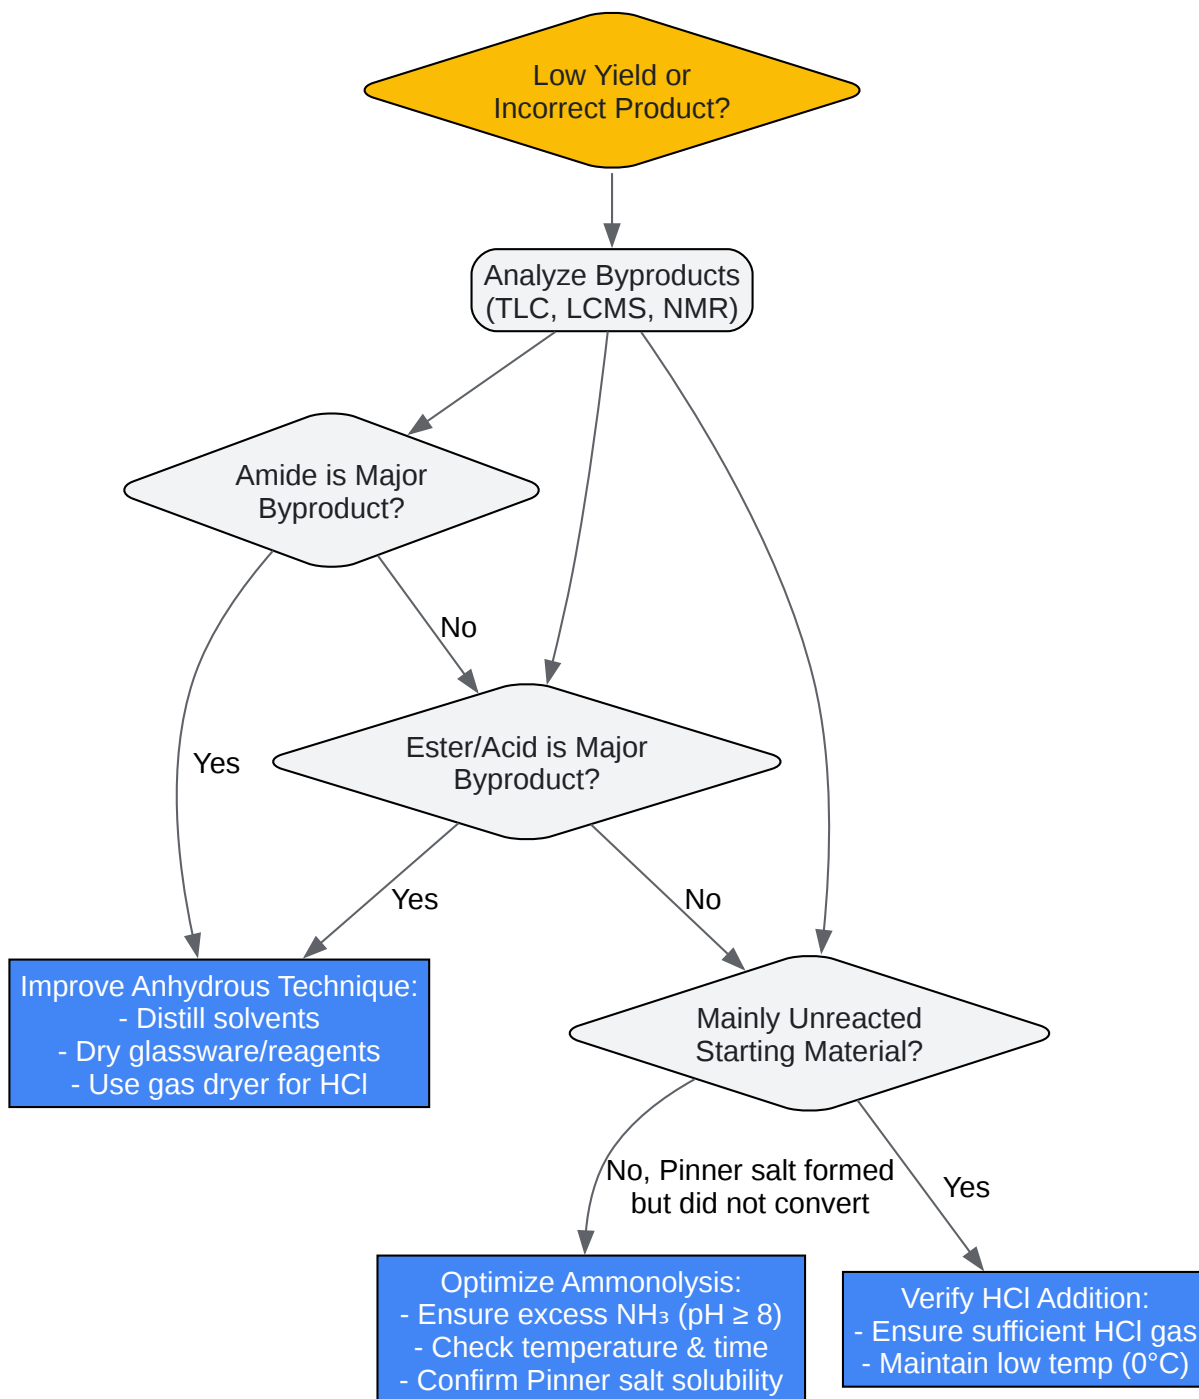 Low Yield or
Incorrect Product?
Analyze Byproducts
(TLC, LCMS, NMR)
Amide is Major
Byproduct?
No
Ester/Acid is Major
Byproduct?
Yes
Yes
No
Improve Anhydrous Technique:
- Distill solvents
- Dry glassware/reagents
- Use gas dryer for HCl
Mainly Unreacted
Starting Material?
No, Pinner salt formed
but did not convert
Yes
Optimize Ammonolysis:
- Ensure excess NH₃ (pH ≥ 8)
- Check temperature & time
- Confirm Pinner salt solubility
Verify HCl Addition:
- Ensure sufficient HCl gas
- Maintain low temp (0°C)